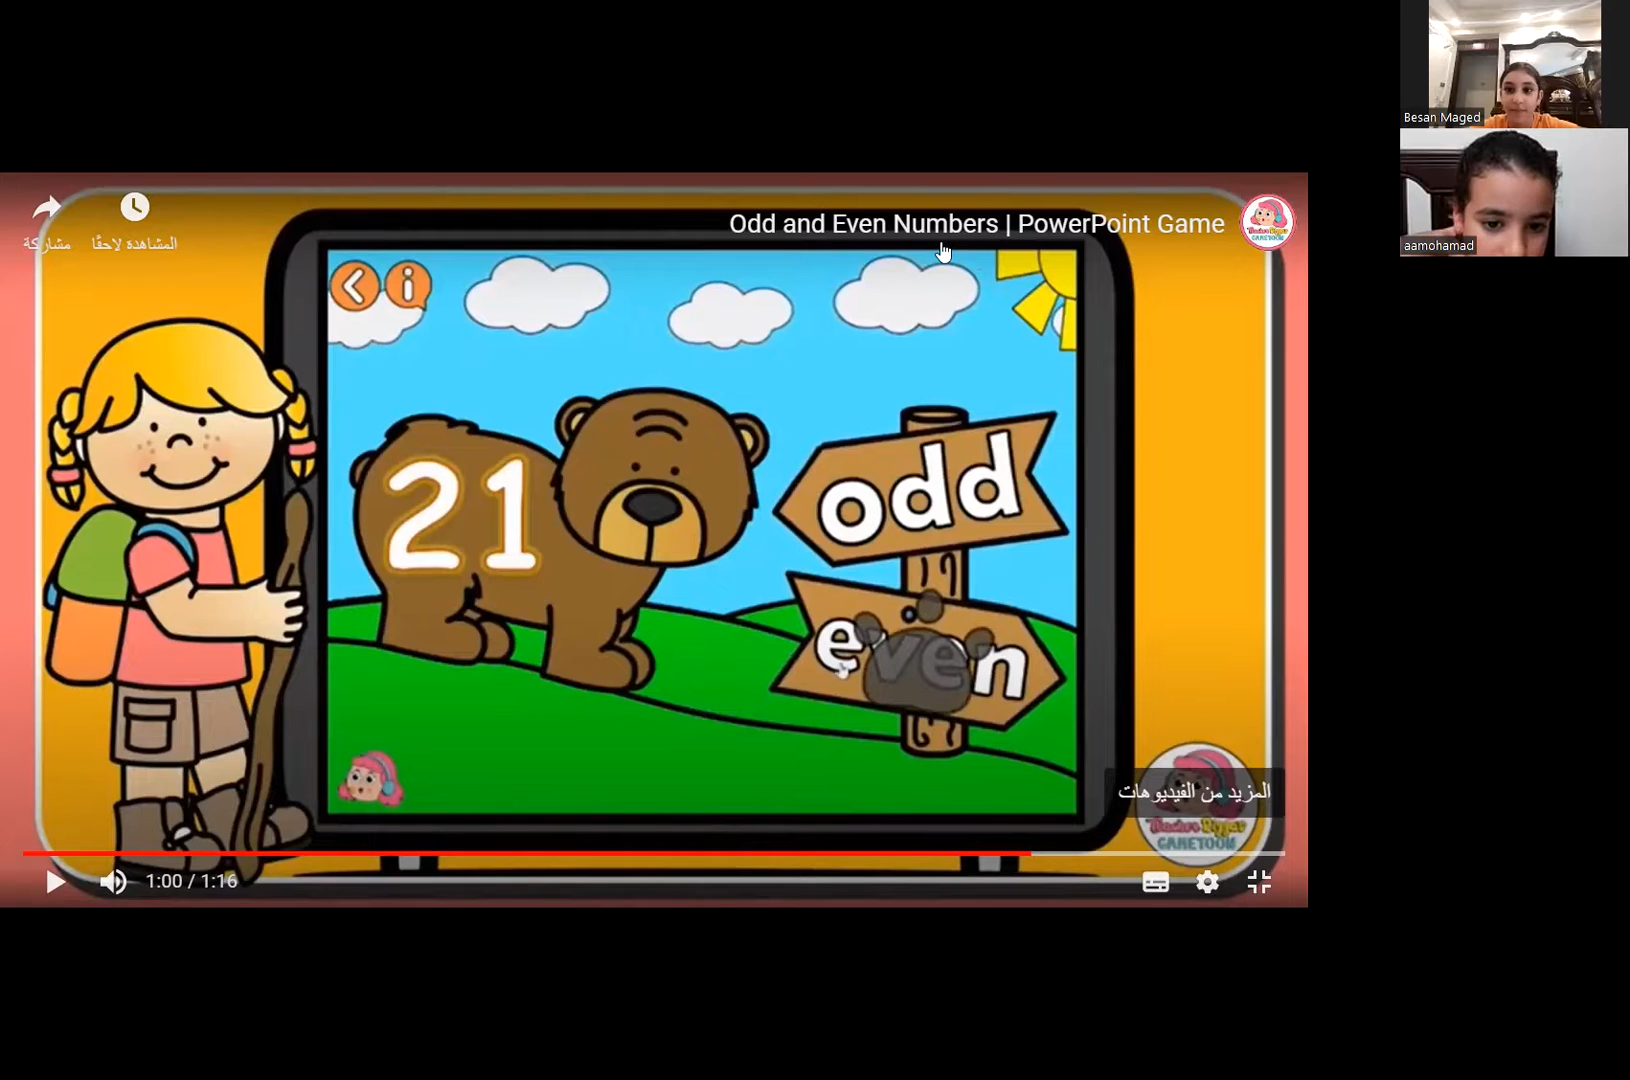 Besan Maged
aamohamad
Odd and Even Numbers | PowerPoint Game
المشاهدة لاحقًا
مشاركة
21
odd
even
المزيد من الفيديوهات
GAMETOON
1:00 / 1:16